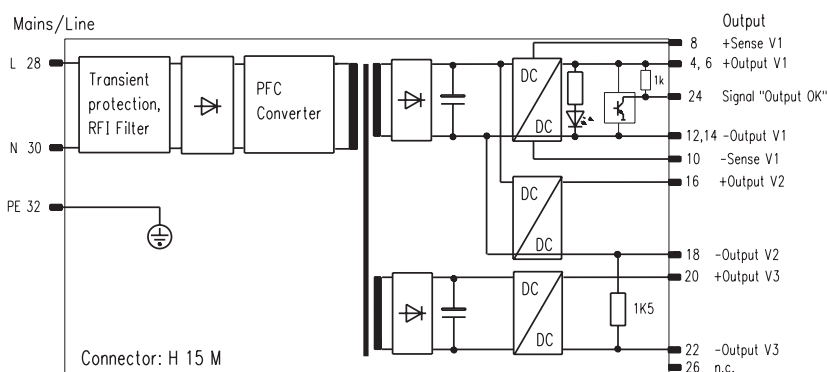 Mains/Line
Output
8 +Sense V1
L 28
4, 6 +Output V1
Transient
protection,
RFI Filter
PFC
Converter
DC
DC
1k
24 Signal "Output OK"
N 30
12,14 -Output V1
10 -Sense V1
16 +Output V2
DC
DC
PE 32
18 -Output V2
20 +Output V3
DC
DC
1K5
22 -Output V3
Connector: H 15 M
26 n.c.